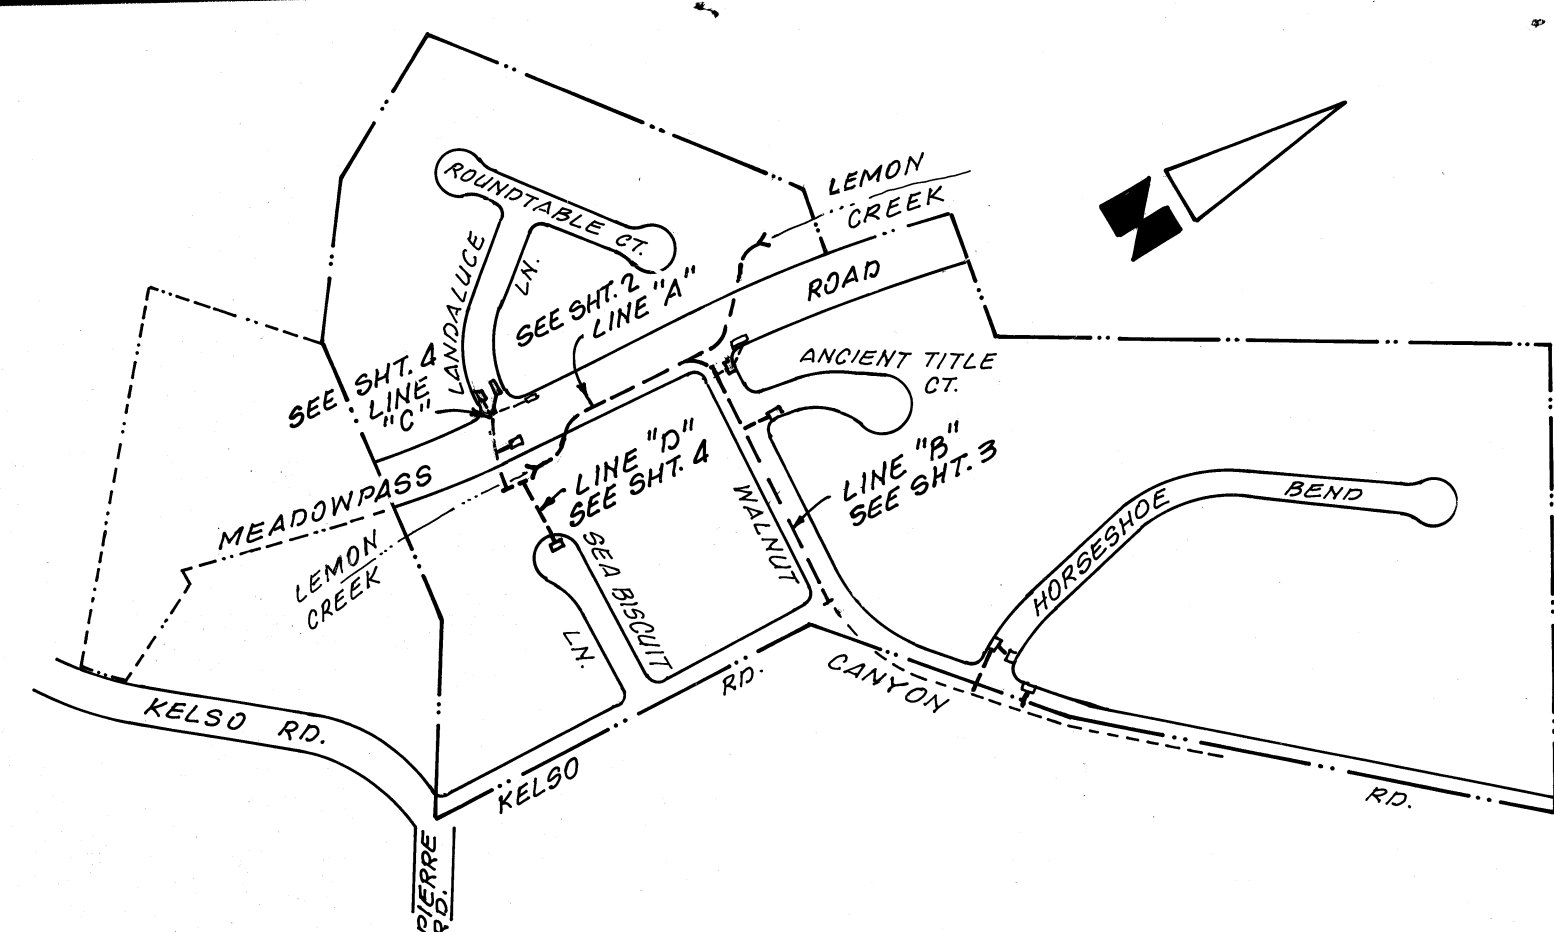 LEMON
CREEK
ROUNDTABLE CT.
LANDALUCE
LN.
SEE SHT. 2
LINE "A"
ROAD
ANCIENT TITLE
CT.
SEE SHT. 4
LINE
"C"
LINE "D"
SEE SHT. 4
LINE "B"
SEE SHT. 3
MEADOWPASS
WALNUT
HORSESHOE
BEND
LEMON
CREEK
SEA BISCUIT
LN.
KELSO RD.
KELSO
RD.
CANYON
RD.
PIERRE
RD.
N